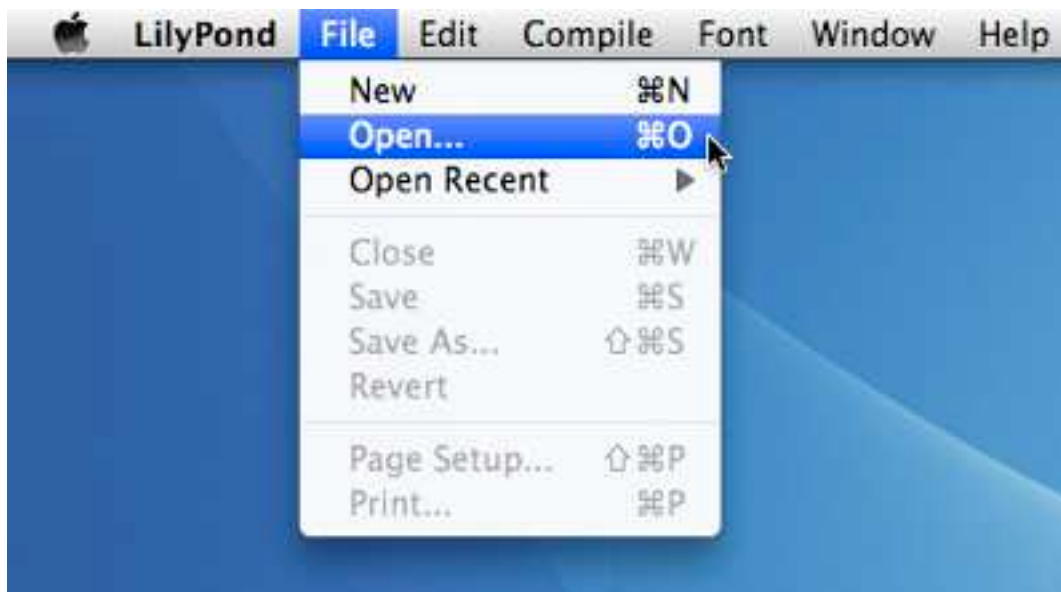 LilyPond File Edit Compile Font Window Help
New ⌘N
Open... ⌘O
Open Recent ▶
Close ⌘W
Save ⌘S
Save As... ⇧⌘S
Revert
Page Setup... ⇧⌘P
Print... ⌘P